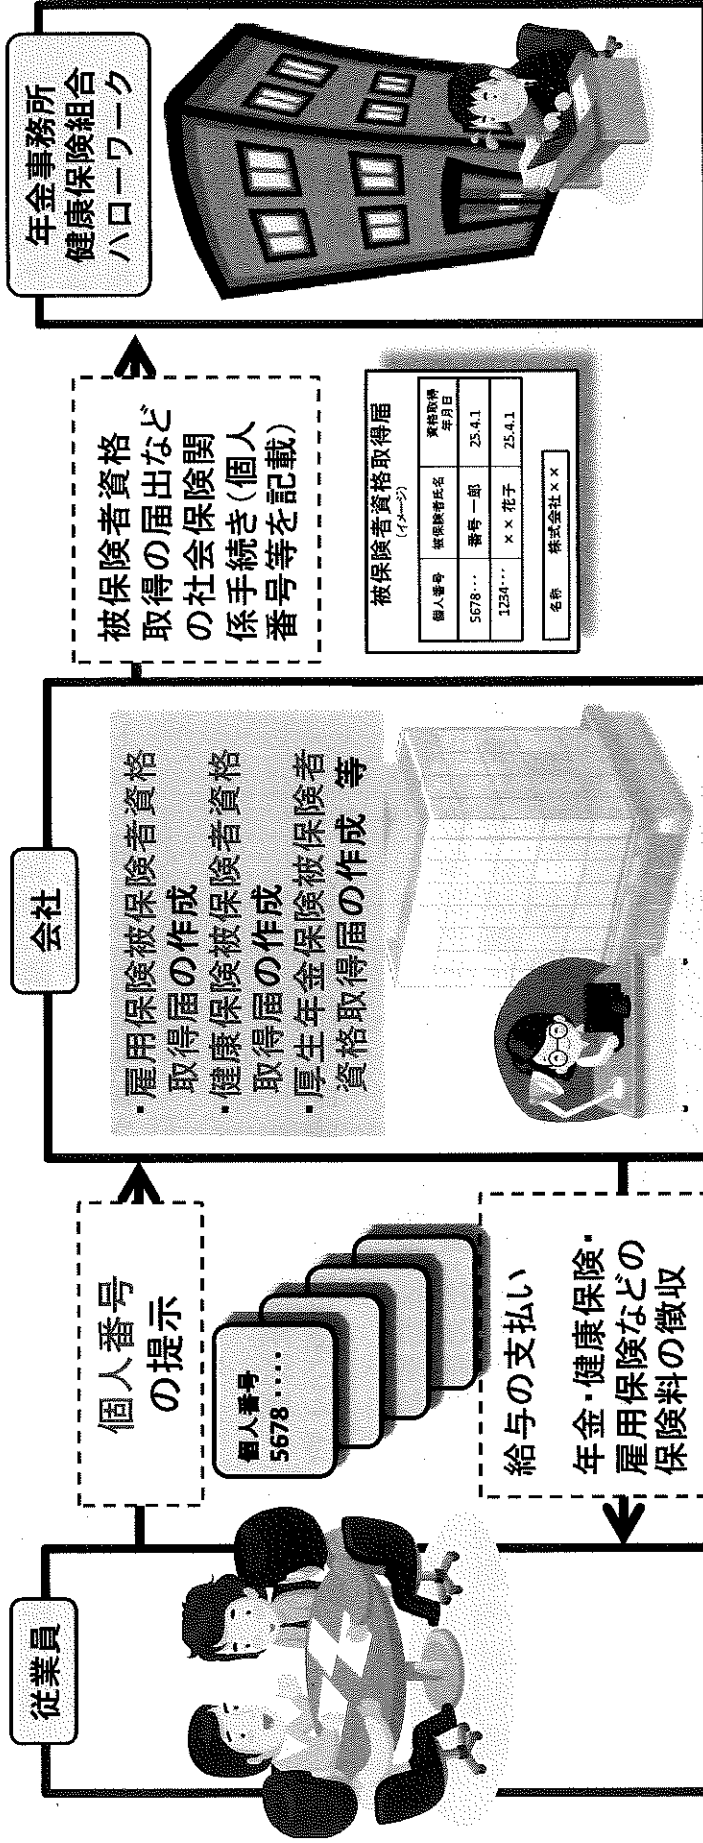 従業員
個人番号
の提示
個人番号
5678・・・・・
給与の支払い
年金・健康保険・
雇用保険などの
保険料の徴収
会社
・雇用保険被保険者資格
取得届の作成
・健康保険被保険者資格
取得届の作成
・厚生年金保険被保険者
資格取得届の作成 等
被保険者資格
取得の届出など
の社会保険関
係手続き(個人
番号等を記載)
被保険者資格取得届
(イメージ)
個人番号 被保険者氏名 資格取得
年月日
5678・・・ 番号 一郎 25.4.1
1234・・・ ×× 花子 25.4.1
名称 株式会社××
年金事務所
健康保険組合
ハローワーク